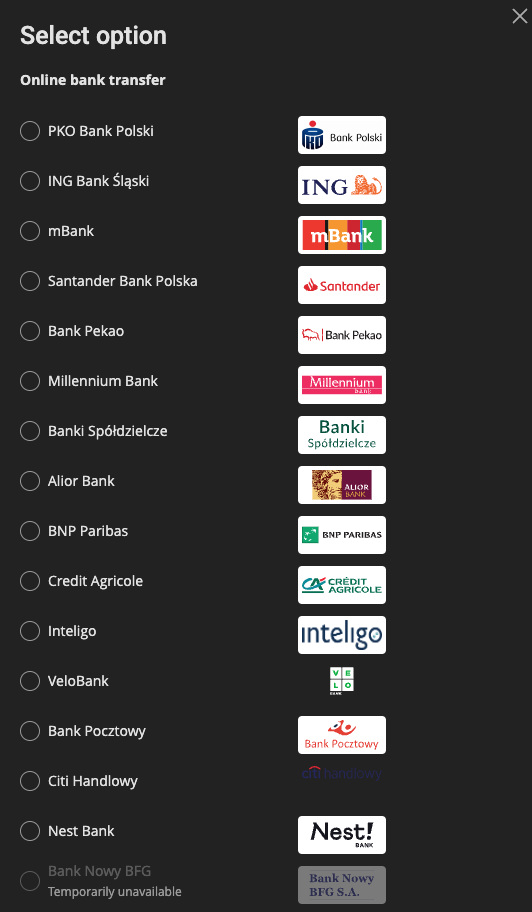 Select option
Online bank transfer
PKO Bank Polski
PKO Bank Polski
ING Bank Śląski
ING
mBank
mBank
Santander Bank Polska
Santander
Bank Pekao
Bank Pekao
Millennium Bank
Millennium
bank
Banki Spółdzielcze
Banki
Spółdzielcze
Alior Bank
ALIOR
BANK
BNP Paribas
BNP PARIBAS
Credit Agricole
CA CRÉDIT
AGRICOLE
Inteligo
inteligo
VeloBank
VE
LO
BANK
Bank Pocztowy
Bank Pocztowy
Citi Handlowy
citi handlowy
Nest Bank
Nest!
BANK
Bank Nowy BFG
Temporarily unavailable
Bank Nowy
BFG S.A.